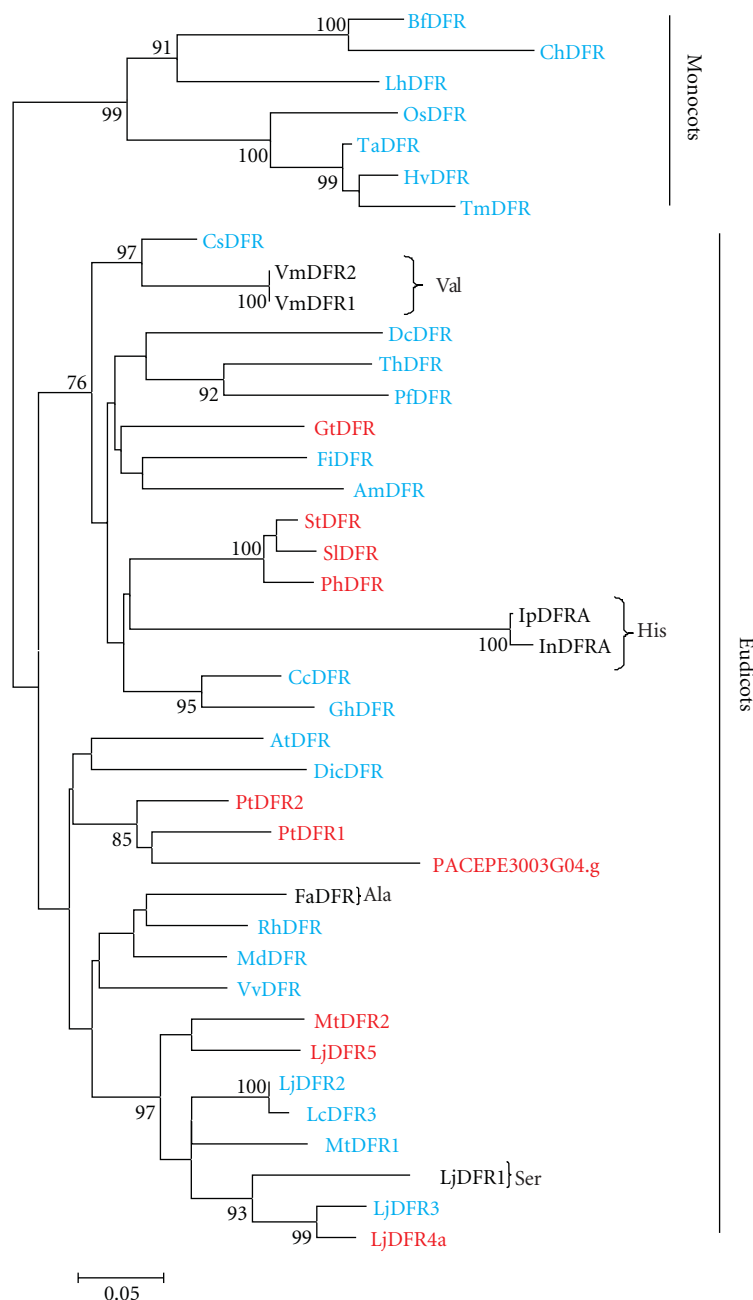 BfDFR
100
ChDFR
91
LhDFR
99
OsDFR
100
TaDFR
99
HvDFR
TmDFR
Monocots
CsDFR
97
VmDFR2
100
VmDFR1
Val
DcDFR
ThDFR
76
92
PfDFR
GtDFR
FiDFR
AmDFR
StDFR
100
SlDFR
PhDFR
IpDFRA
100
InDFRA
His
CcDFR
95
GhDFR
AtDFR
DicDFR
PtDFR2
85
PtDFR1
PACEPE3003G04.g
FaDFR
Ala
RhDFR
MdDFR
VvDFR
MtDFR2
LjDFR5
LjDFR2
100
97
LcDFR3
MtDFR1
LjDFR1
Ser
93
LjDFR3
99
LjDFR4a
Eudicots
0.05